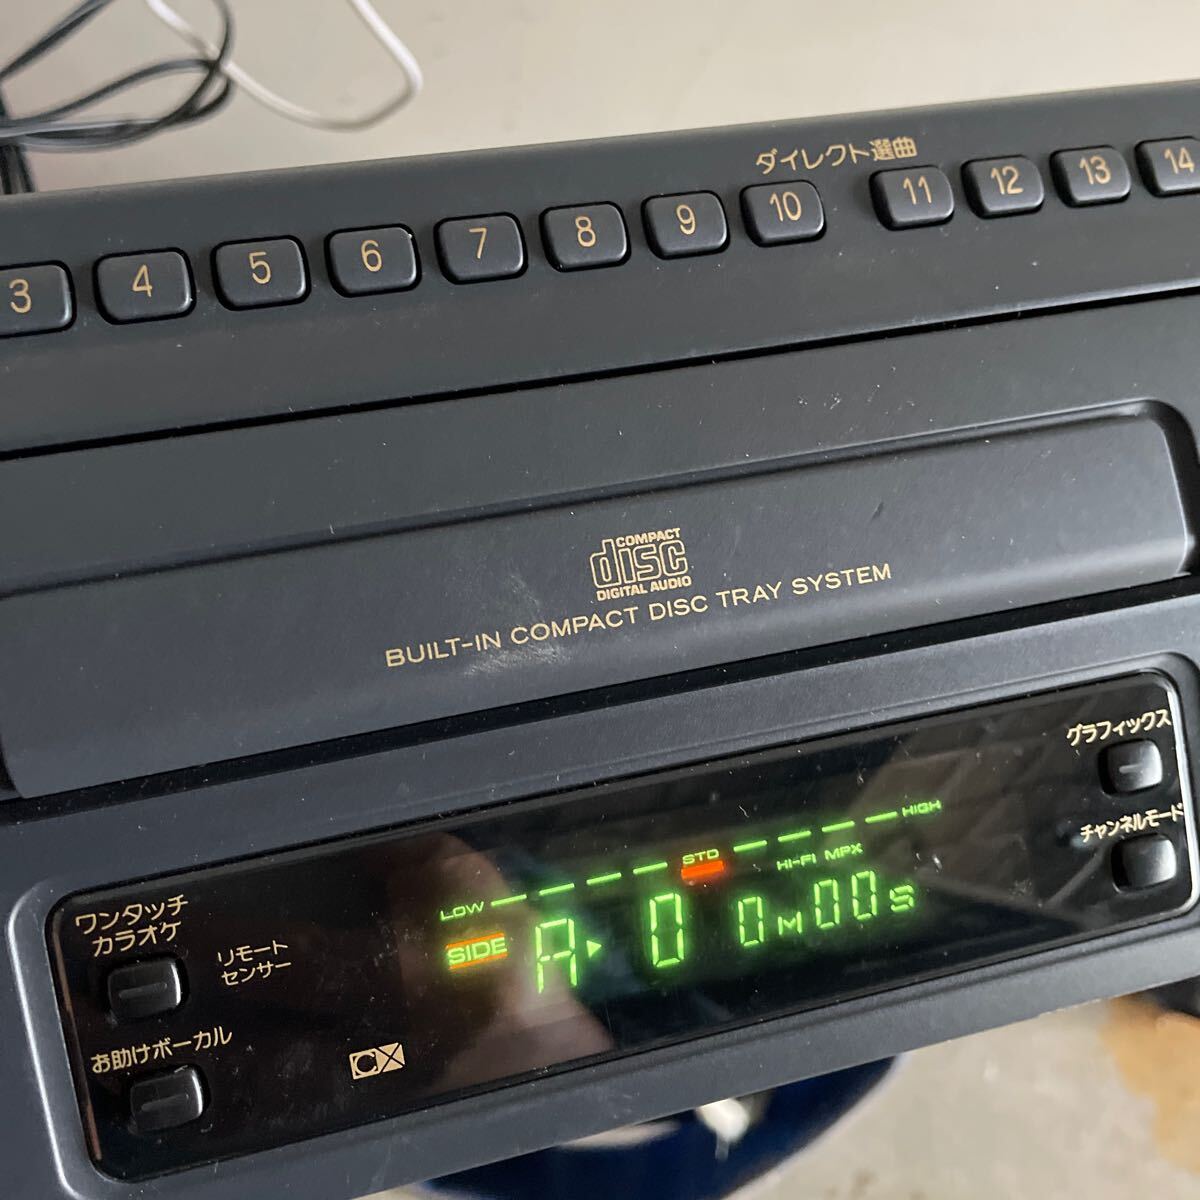 ダイレクト選曲
3 4 5 6 7 8 9 10 11 12 13 14
COMPACT
disc
DIGITAL AUDIO
BUILT-IN COMPACT DISC TRAY SYSTEM
グラフィックス
チャンネルモード
ワンタッチ
カラオケ
リモート
センサー
お助けボーカル
CX
LOW STD HIGH
HI-FI MPX
SIDE A 0 0M00s